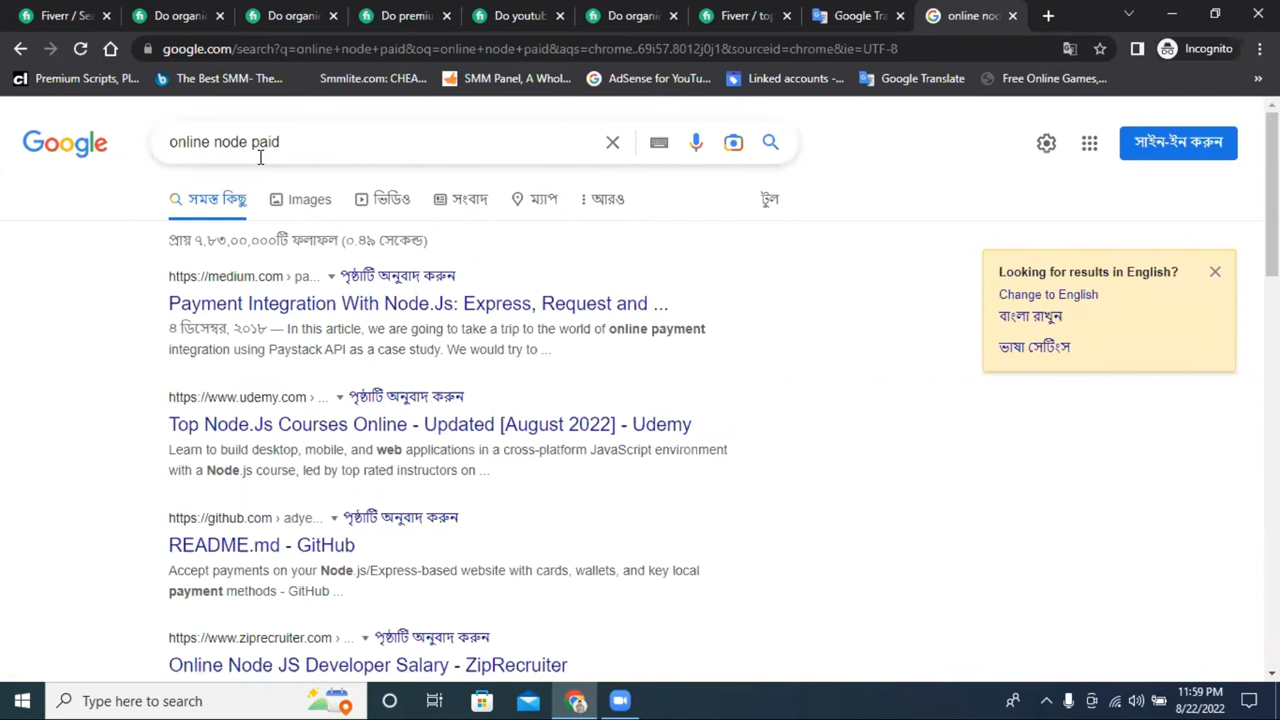 Fiverr / Se
Do organi
Do organi
Do premiu
Do youtub
Do organi
Fiverr / top
Google Tra
online nod
google.com/search?q=online+node+paid&oq=online+node+paid&aqs=chrome..69i57.8012j0j1&sourceid=chrome&ie=UTF-8
Incognito
Premium Scripts, Pl...
The Best SMM- The...
Smmlite.com: CHEA...
SMM Panel, A Whol...
AdSense for YouTu...
Linked accounts -...
Google Translate
Free Online Games,...
Google
online node paid
সাইন-ইন করুন
সমস্ত কিছু
Images
ভিডিও
সংবাদ
ম্যাপ
আরও
টুল
প্রায় ৭,৮৩,০০,০০০টি ফলাফল (০.৪৯ সেকেন্ড)
https://medium.com › pa... পৃষ্ঠাটি অনুবাদ করুন
Payment Integration With Node.Js: Express, Request and ...
৪ ডিসেম্বর, ২০১৮ — In this article, we are going to take a trip to the world of online payment
integration using Paystack API as a case study. We would try to ...
https://www.udemy.com › ... পৃষ্ঠাটি অনুবাদ করুন
Top Node.Js Courses Online - Updated [August 2022] - Udemy
Learn to build desktop, mobile, and web applications in a cross-platform JavaScript environment
with a Node.js course, led by top rated instructors on ...
https://github.com › adye... পৃষ্ঠাটি অনুবাদ করুন
README.md - GitHub
Accept payments on your Node.js/Express-based website with cards, wallets, and key local
payment methods - GitHub ...
https://www.ziprecruiter.com › ... পৃষ্ঠাটি অনুবাদ করুন
Online Node JS Developer Salary - ZipRecruiter
Looking for results in English?
Change to English
বাংলা রাখুন
ভাষা সেটিংস
Type here to search
11:59 PM
8/22/2022